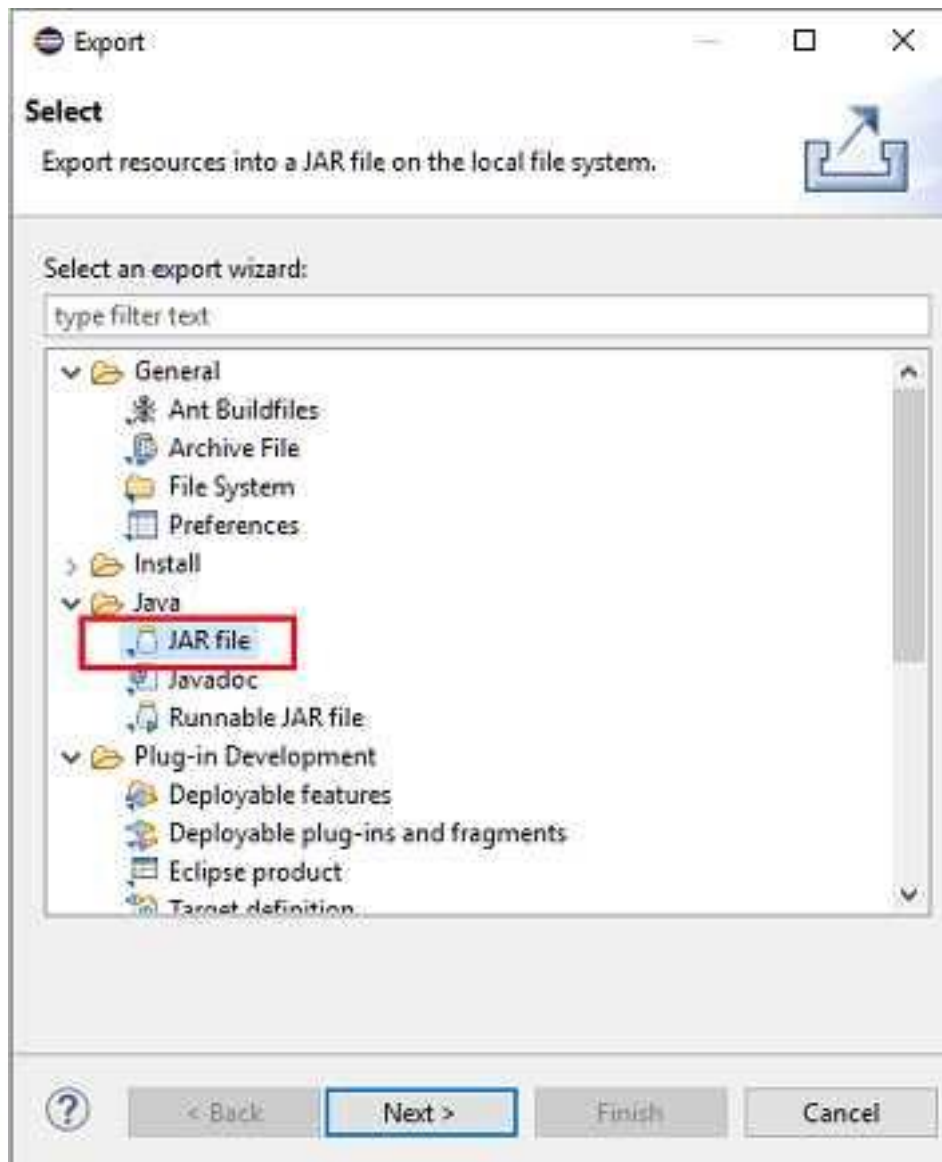 Export
Select
Export resources into a JAR file on the local file system.
Select an export wizard:
type filter text
General
Ant Buildfiles
Archive File
File System
Preferences
Install
Java
JAR file
Javadoc
Runnable JAR file
Plug-in Development
Deployable features
Deployable plug-ins and fragments
Eclipse product
Target definition
?
< Back
Next >
Finish
Cancel